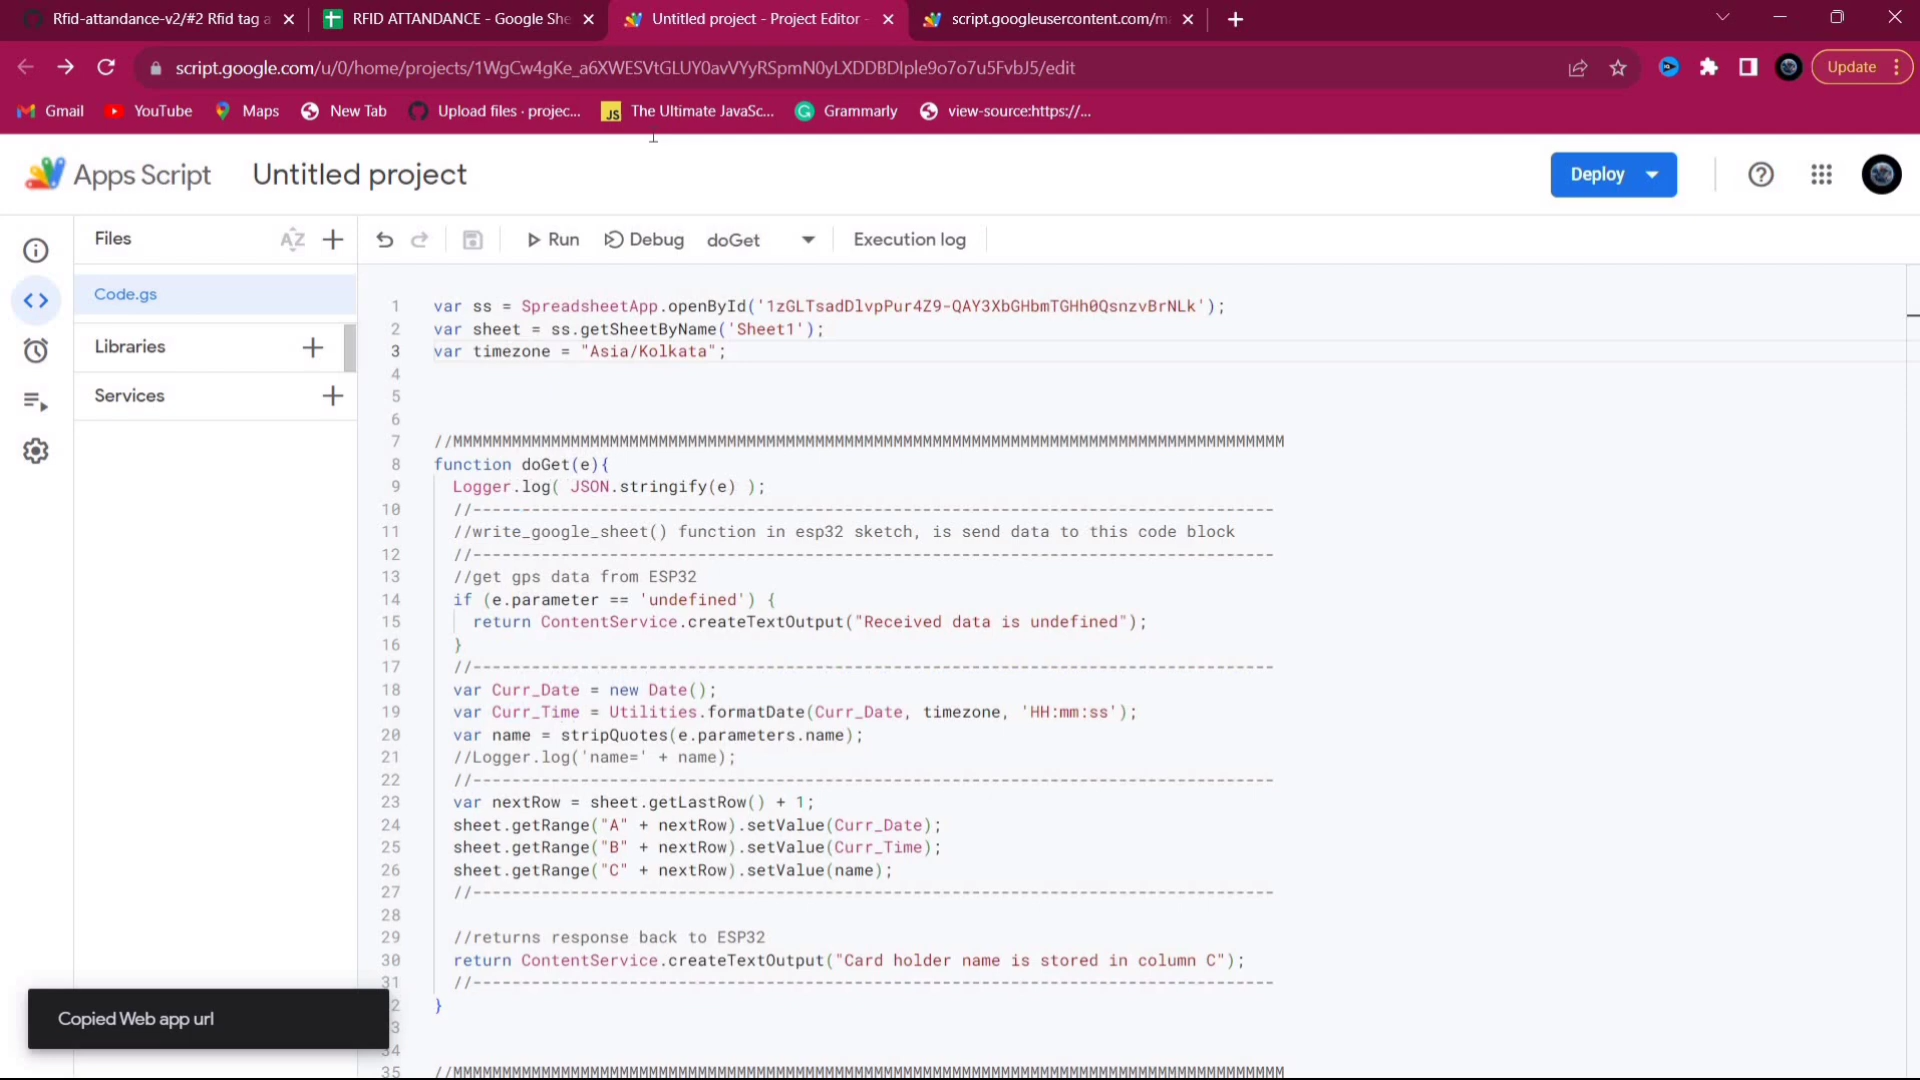 Rfid-attandance-v2/#2 Rfid tag a
RFID ATTANDANCE - Google She
Untitled project - Project Editor -
script.googleusercontent.com/ma
script.google.com/u/0/home/projects/1WgCw4gKe_a6XWESVtGLUY0avVYyRSpmN0yLXDDBDIple9o7o7u5FvbJ5/edit
Update
Gmail
YouTube
Maps
New Tab
Upload files · projec...
JS
The Ultimate JavaSc...
Grammarly
view-source:https://...
Apps Script
Untitled project
Deploy
Files
AZ
Run
Debug
doGet
Execution log
Code.gs
Libraries
Services
1 var ss = SpreadsheetApp.openById('1zGLTsadDlvpPur4Z9-QAY3XbGHbmTGHh0QsnzvBrNLk');
2 var sheet = ss.getSheetByName('Sheet1');
3 var timezone = "Asia/Kolkata";
4
5
6
7 //MMMMMMMMMMMMMMMMMMMMMMMMMMMMMMMMMMMMMMMMMMMMMMMMMMMMMMMMMMMMMMMMMMMMMMMMMMMMMMMMMMMMM
8 function doGet(e){
9 Logger.log( JSON.stringify(e) );
10 //----------------------------------------------------------------------------------
11 //write_google_sheet() function in esp32 sketch, is send data to this code block
12 //----------------------------------------------------------------------------------
13 //get gps data from ESP32
14 if (e.parameter == 'undefined') {
15 return ContentService.createTextOutput("Received data is undefined");
16 }
17 //----------------------------------------------------------------------------------
18 var Curr_Date = new Date();
19 var Curr_Time = Utilities.formatDate(Curr_Date, timezone, 'HH:mm:ss');
20 var name = stripQuotes(e.parameters.name);
21 //Logger.log('name=' + name);
22 //----------------------------------------------------------------------------------
23 var nextRow = sheet.getLastRow() + 1;
24 sheet.getRange("A" + nextRow).setValue(Curr_Date);
25 sheet.getRange("B" + nextRow).setValue(Curr_Time);
26 sheet.getRange("C" + nextRow).setValue(name);
27 //----------------------------------------------------------------------------------
28
29 //returns response back to ESP32
30 return ContentService.createTextOutput("Card holder name is stored in column C");
31 //----------------------------------------------------------------------------------
2 }
3
34
35 //MMMMMMMMMMMMMMMMMMMMMMMMMMMMMMMMMMMMMMMMMMMMMMMMMMMMMMMMMMMMMMMMMMMMMMMMMMMMMMMMMMMMM
Copied Web app url